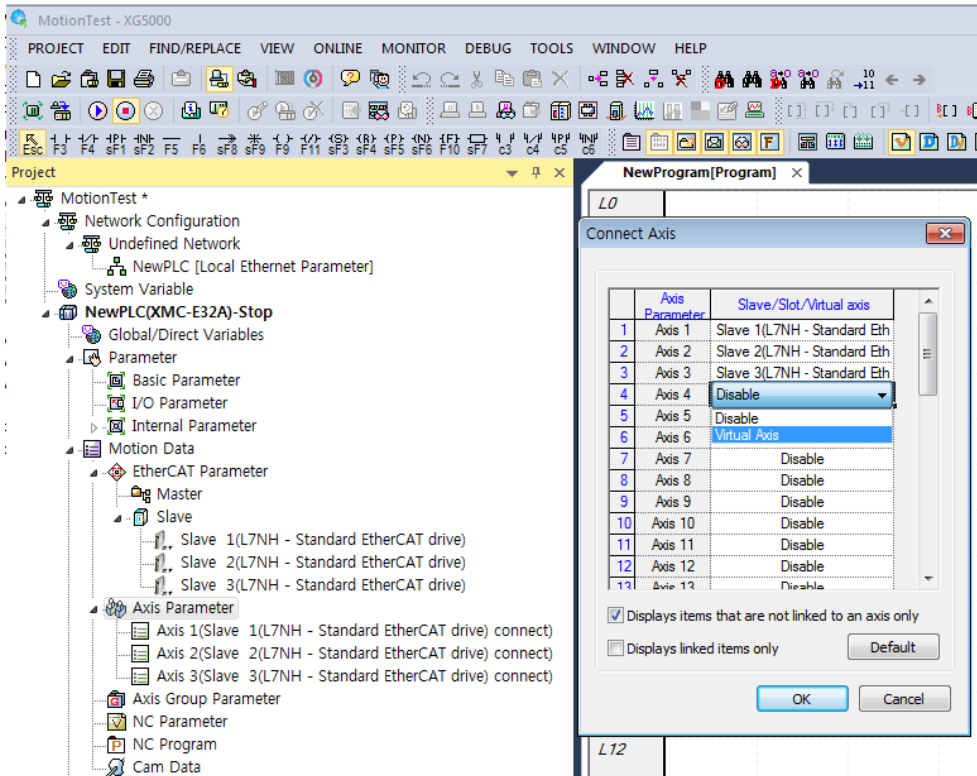 MotionTest - XG5000
PROJECT EDIT FIND/REPLACE VIEW ONLINE MONITOR DEBUG TOOLS WINDOW HELP
Esc F3 F4 sF1 sF2 F5 F6 sF8 sF9 F9 F11 sF3 sF4 sF5 sF6 F10 sF7 c3 c4 c5 c6
Project
NewProgram[Program]
MotionTest *
Network Configuration
Undefined Network
NewPLC [Local Ethernet Parameter]
System Variable
NewPLC(XMC-E32A)-Stop
Global/Direct Variables
Parameter
Basic Parameter
I/O Parameter
Internal Parameter
Motion Data
EtherCAT Parameter
Master
Slave
Slave 1(L7NH - Standard EtherCAT drive)
Slave 2(L7NH - Standard EtherCAT drive)
Slave 3(L7NH - Standard EtherCAT drive)
Axis Parameter
Axis 1(Slave 1(L7NH - Standard EtherCAT drive) connect)
Axis 2(Slave 2(L7NH - Standard EtherCAT drive) connect)
Axis 3(Slave 3(L7NH - Standard EtherCAT drive) connect)
Axis Group Parameter
NC Parameter
NC Program
Cam Data
L0
Connect Axis
Axis Parameter Slave/Slot/Virtual axis
1 Axis 1 Slave 1(L7NH - Standard Eth
2 Axis 2 Slave 2(L7NH - Standard Eth
3 Axis 3 Slave 3(L7NH - Standard Eth
4 Axis 4 Disable
5 Axis 5 Disable
6 Axis 6 Virtual Axis
7 Axis 7 Disable
8 Axis 8 Disable
9 Axis 9 Disable
10 Axis 10 Disable
11 Axis 11 Disable
12 Axis 12 Disable
13 Axis 13 Disable
Displays items that are not linked to an axis only
Displays linked items only Default
OK Cancel
L12